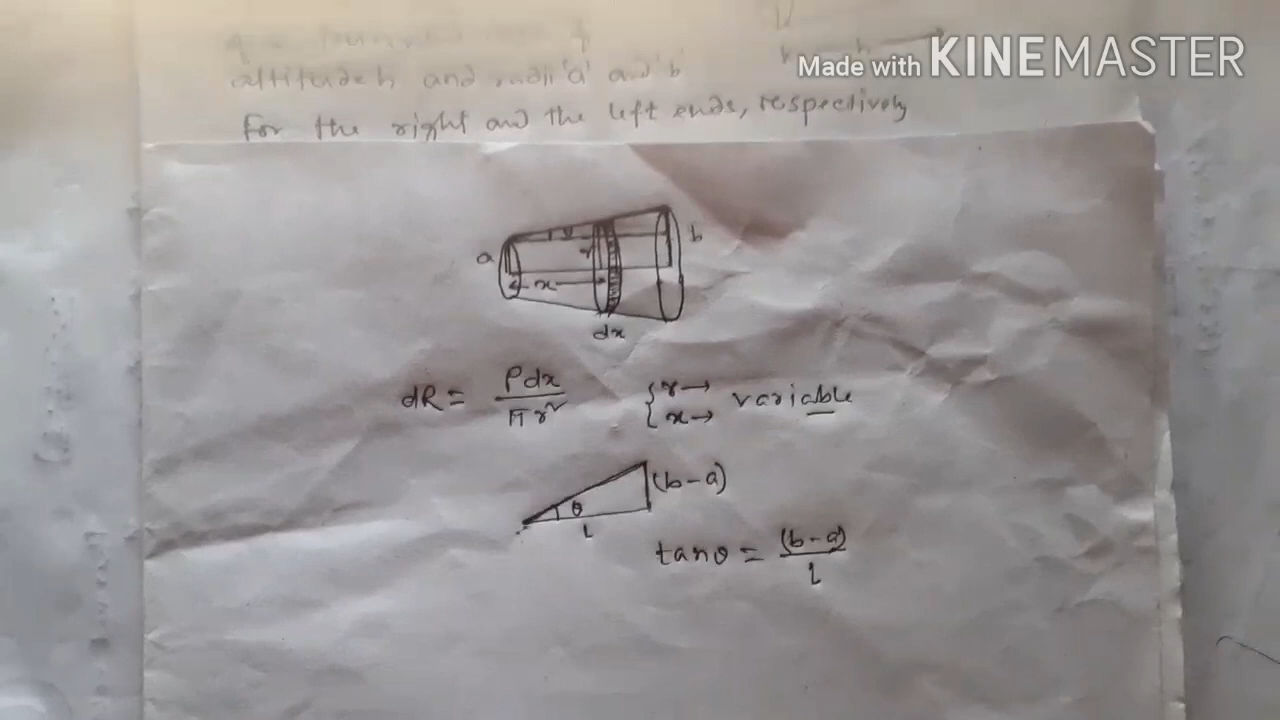 Made with KINEMASTER
altitude h and radii 'a' and 'b'
For the right and the left ends, respectively
a
b
θ
r
x
dx
dR = ρdx / πr²
{ r → x → variable
(b-a)
θ
L
tanθ = (b-a) / l